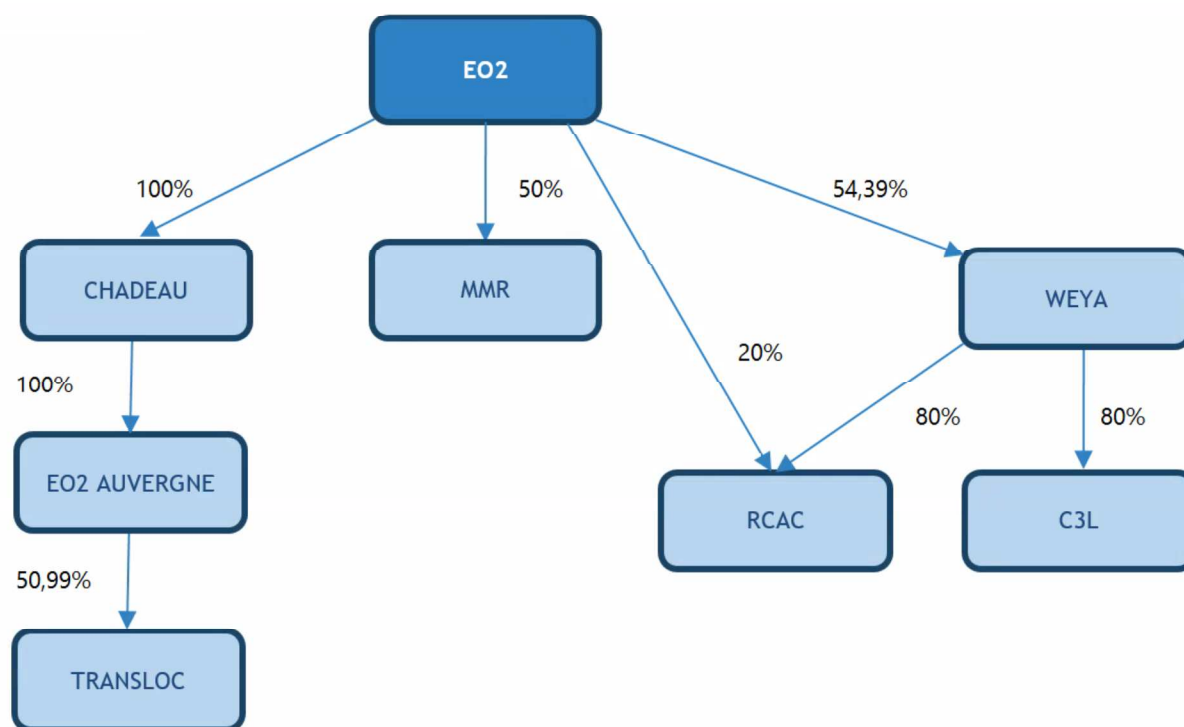 EO2
100%
50%
54,39%
CHADEAU
MMR
WEYA
20%
100%
80%
80%
EO2 AUVERGNE
RCAC
C3L
50,99%
TRANSLOC